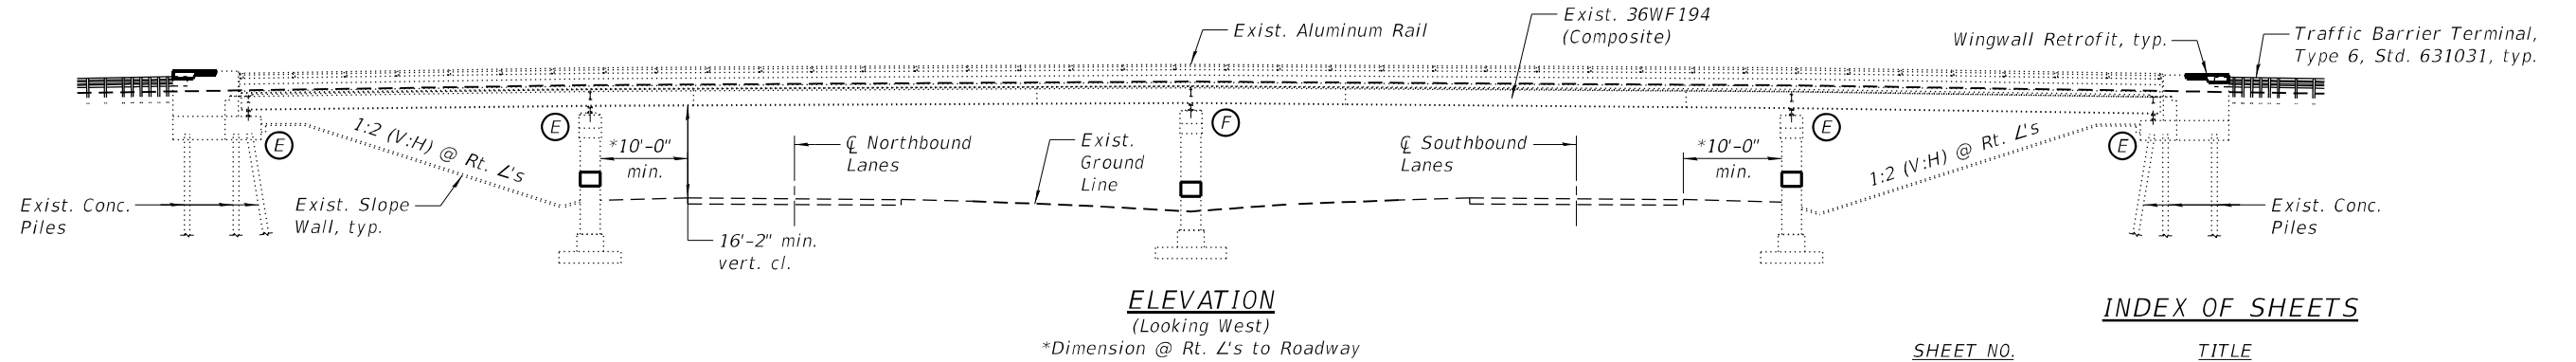 Exist. Aluminum Rail
Exist. 36WF194
(Composite)
Wingwall Retrofit, typ.
Traffic Barrier Terminal,
Type 6, Std. 631031, typ.
E
1:2 (V:H) @ Rt. ∠'s
E
*10'-0"
min.
℄ Northbound
Lanes
Exist.
Ground
Line
F
℄ Southbound
Lanes
*10'-0"
min.
E
1:2 (V:H) @ Rt. ∠'s
E
Exist. Conc.
Piles
Exist. Slope
Wall, typ.
16'-2" min.
vert. cl.
Exist. Conc.
Piles
ELEVATION
(Looking West)
*Dimension @ Rt. ∠'s to Roadway
INDEX OF SHEETS
SHEET NO. TITLE